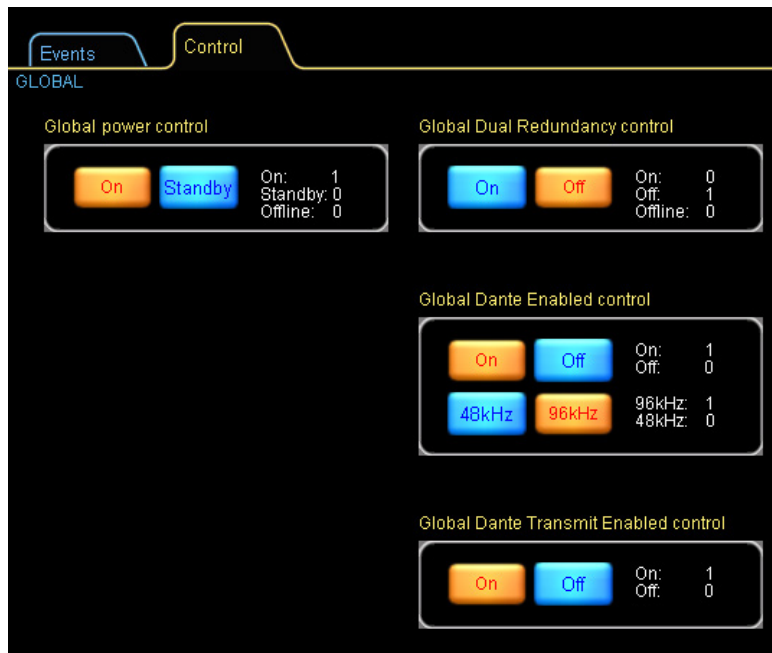 Events
Control
GLOBAL
Global power control
On
Standby
On: 1
Standby: 0
Offline: 0
Global Dual Redundancy control
On
Off
On: 0
Off: 1
Offline: 0
Global Dante Enabled control
On
Off
On: 1
Off: 0
48kHz
96kHz
96kHz: 1
48kHz: 0
Global Dante Transmit Enabled control
On
Off
On: 1
Off: 0